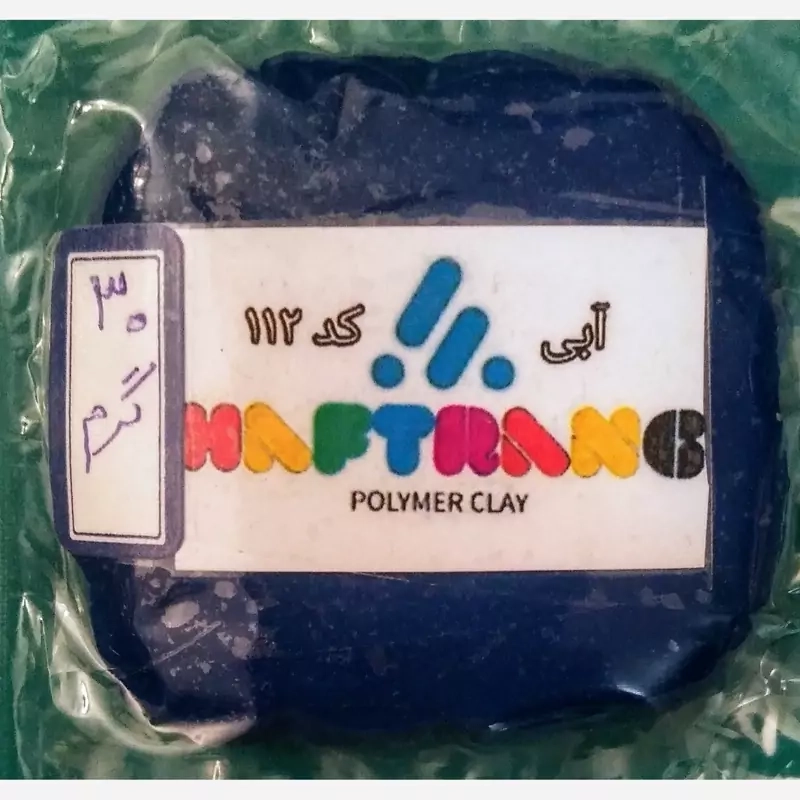 آبی
کد ۱۱۲
HAFTRANG
POLYMER CLAY
۳۰
گرم